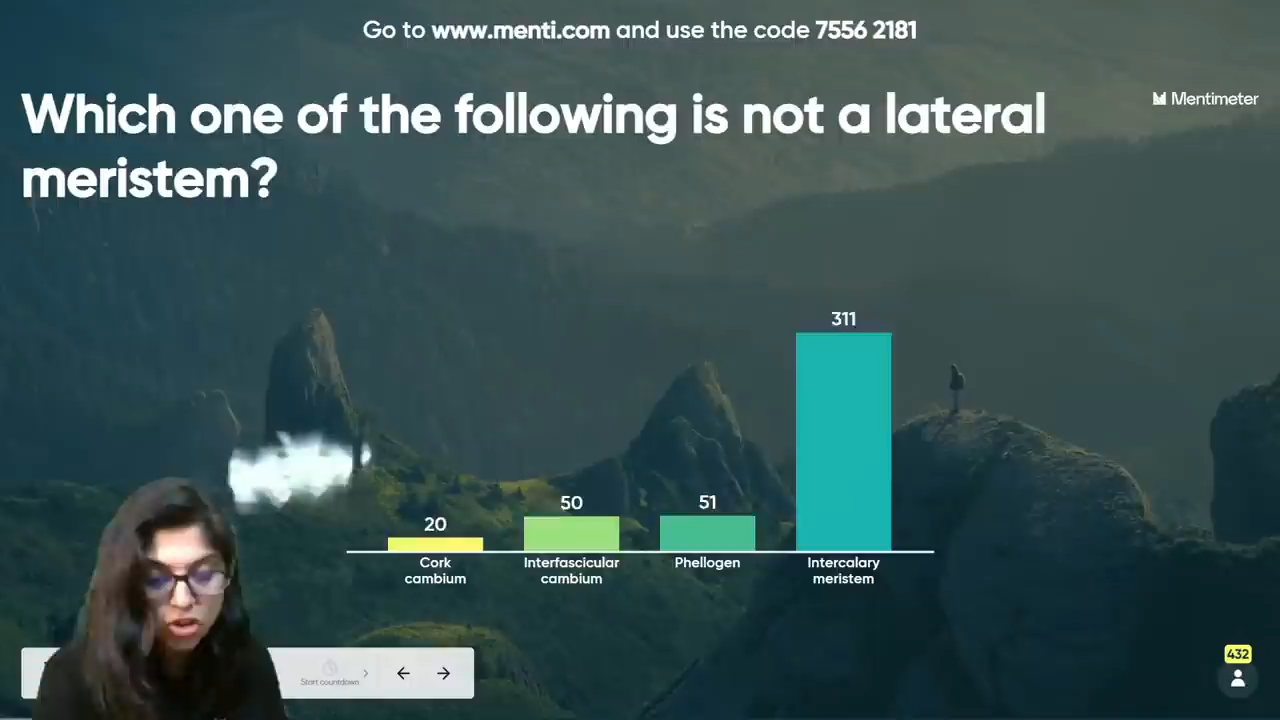 Go to www.menti.com and use the code 7556 2181
Mentimeter
Which one of the following is not a lateral
meristem?
311
20
50
51
Cork
cambium
Interfascicular
cambium
Phellogen
Intercalary
meristem
Start countdown
432